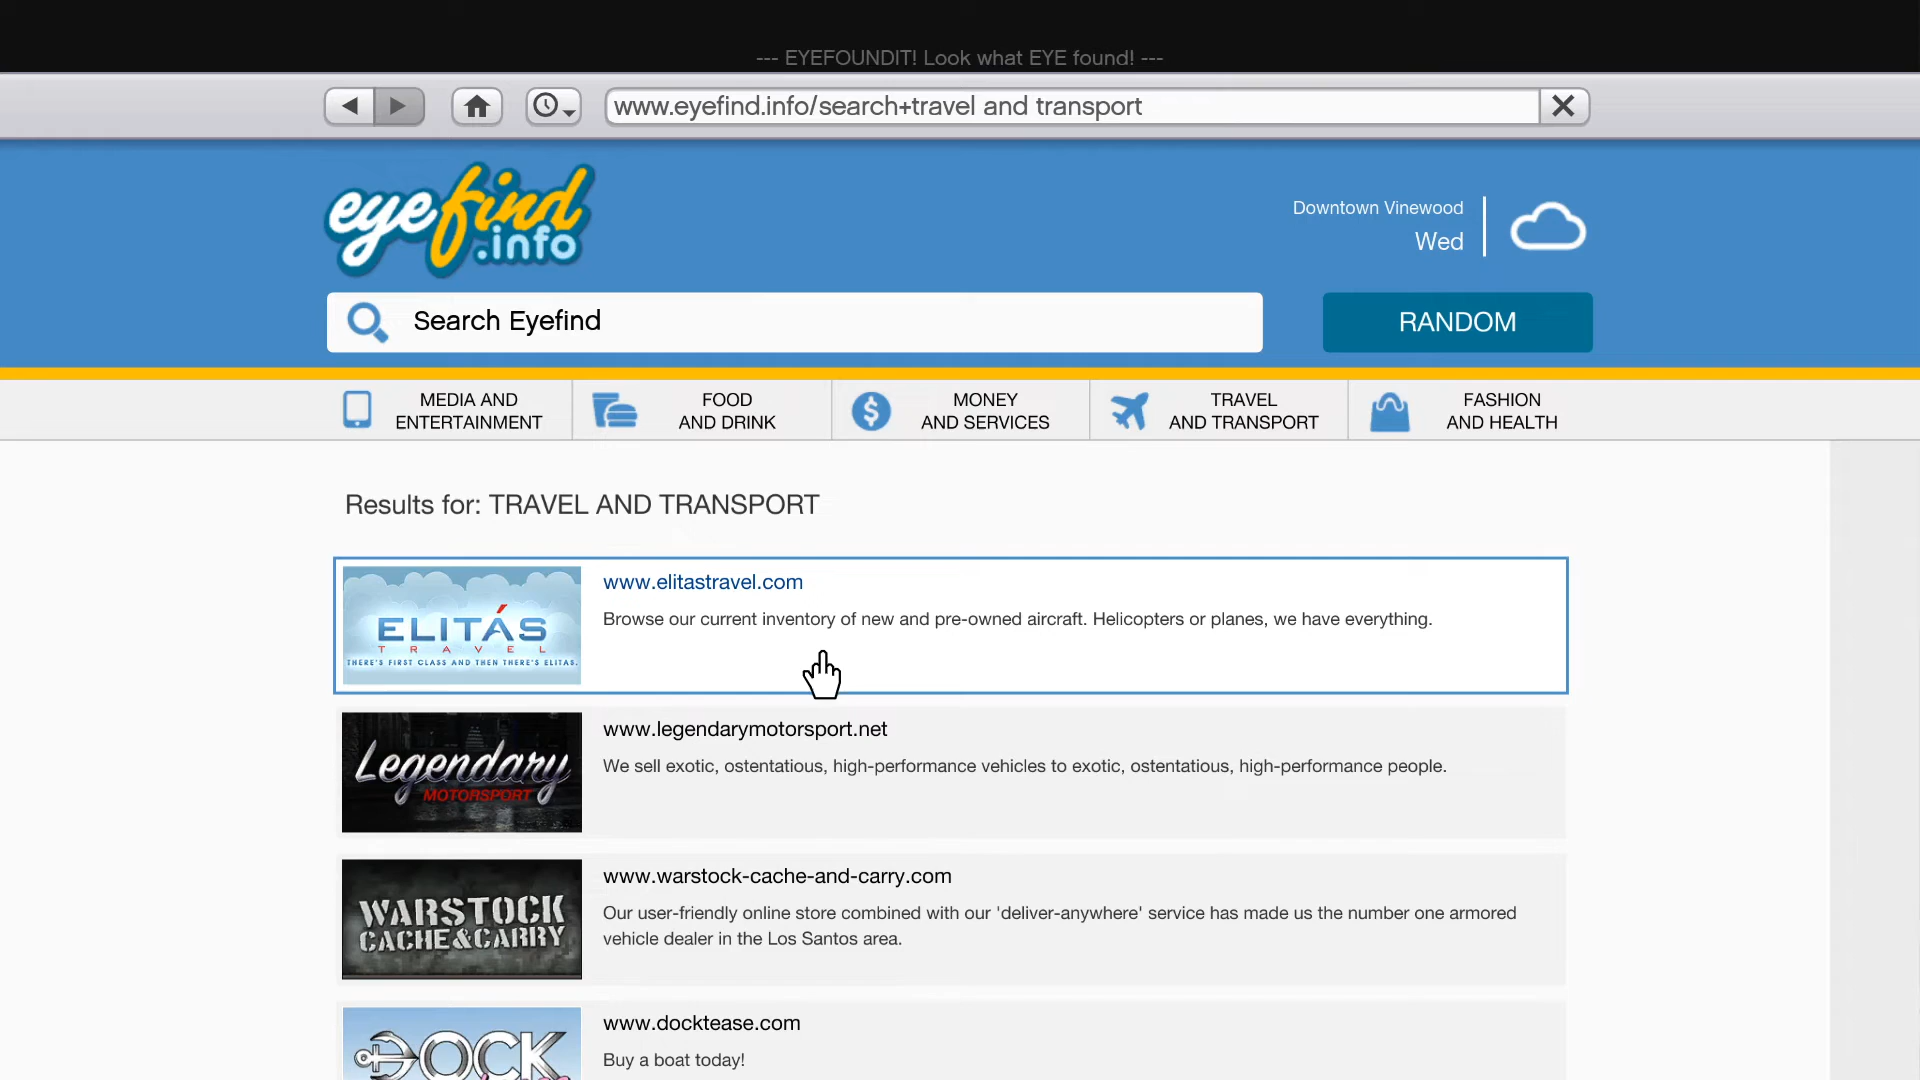 --- EYEFOUNDIT! Look what EYE found! ---
www.eyefind.info/search+travel and transport
eyefind
.info
Downtown Vinewood
Wed
Search Eyefind
RANDOM
MEDIA AND
ENTERTAINMENT
FOOD
AND DRINK
MONEY
AND SERVICES
TRAVEL
AND TRANSPORT
FASHION
AND HEALTH
Results for: TRAVEL AND TRANSPORT
ELITÁS
TRAVEL
THERE'S FIRST CLASS AND THEN THERE'S ELITAS.
www.elitastravel.com
Browse our current inventory of new and pre-owned aircraft. Helicopters or planes, we have everything.
Legendary
MOTORSPORT
www.legendarymotorsport.net
We sell exotic, ostentatious, high-performance vehicles to exotic, ostentatious, high-performance people.
WARSTOCK
CACHE&CARRY
www.warstock-cache-and-carry.com
Our user-friendly online store combined with our 'deliver-anywhere' service has made us the number one armored
vehicle dealer in the Los Santos area.
DOCK
www.docktease.com
Buy a boat today!